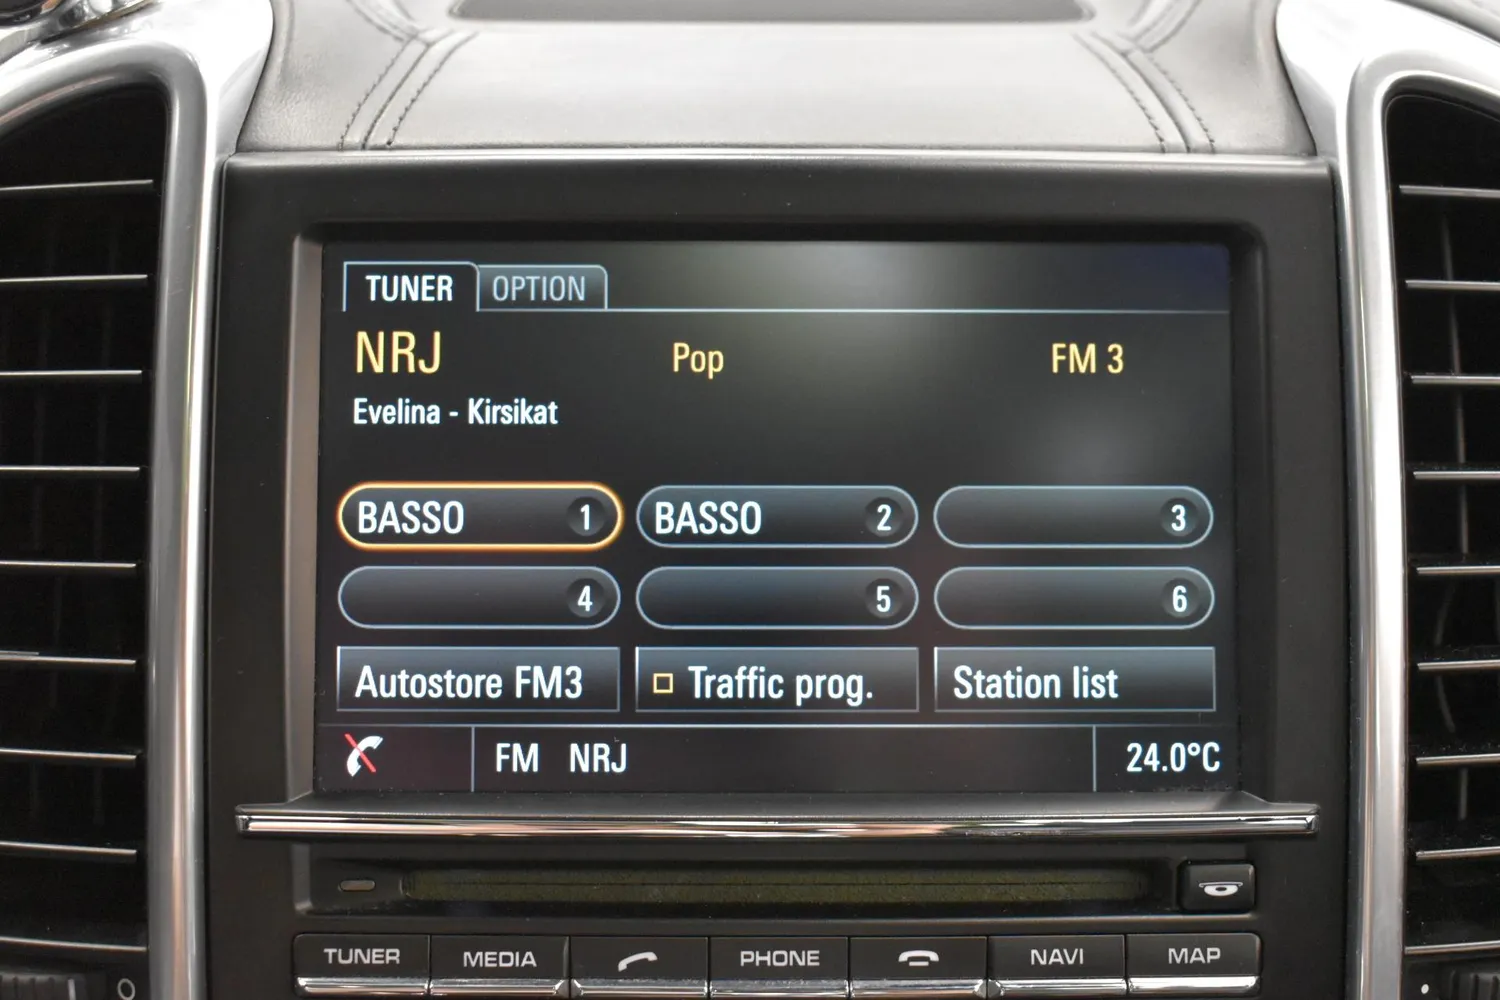 TUNER OPTION
NRJ Pop FM 3
Evelina - Kirsikat
BASSO 1 BASSO 2 3
4 5 6
Autostore FM3 Traffic prog. Station list
FM NRJ 24.0°C
TUNER MEDIA PHONE NAVI MAP